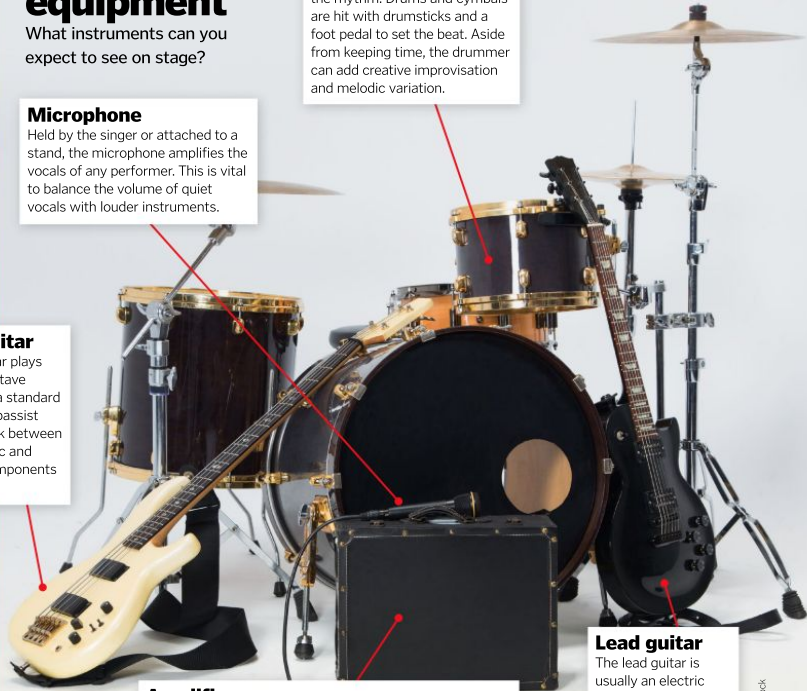 equipment
What instruments can you
expect to see on stage?
the rhythm. Drums and cymbals
are hit with drumsticks and a
foot pedal to set the beat. Aside
from keeping time, the drummer
can add creative improvisation
and melodic variation.
Microphone
Held by the singer or attached to a
stand, the microphone amplifies the
vocals of any performer. This is vital
to balance the volume of quiet
vocals with louder instruments.
itar
ar plays
tave
a standard
bassist
k between
c and
mponents
Lead guitar
The lead guitar is
usually an electric
ck